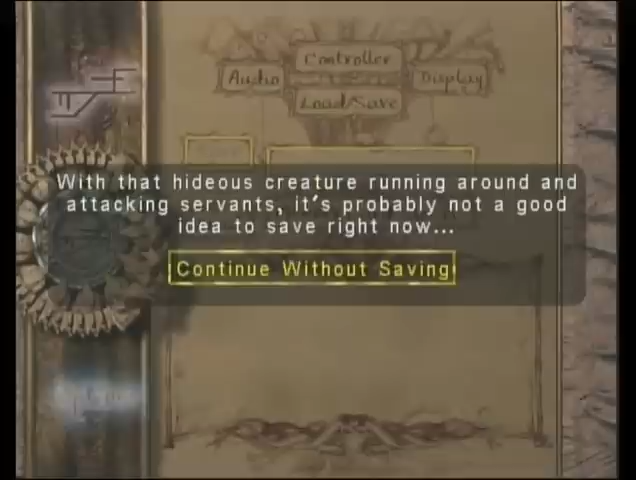 Controller
Audio
Display
Load/Save
With that hideous creature running around and
attacking servants, it's probably not a good
idea to save right now...
Continue Without Saving